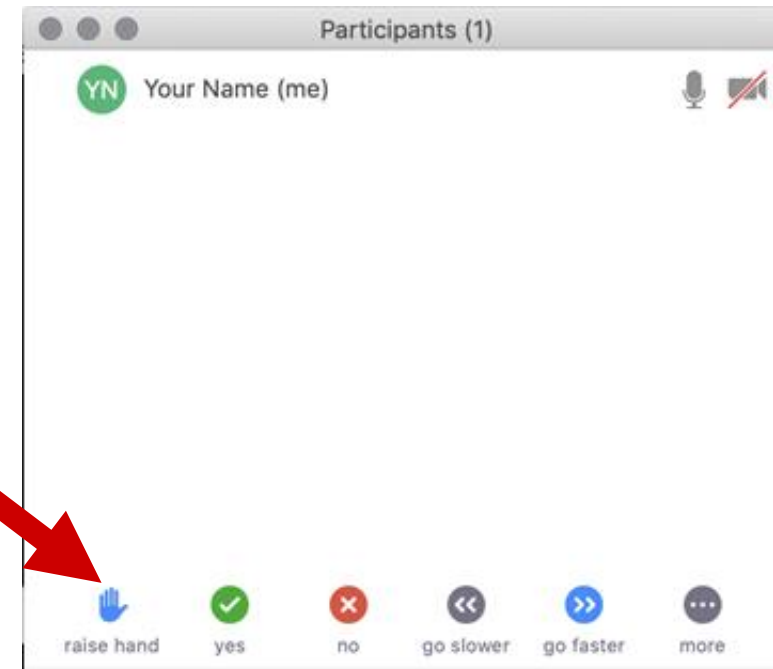 Participants (1)
YN Your Name (me)
raise hand yes no go slower go faster more